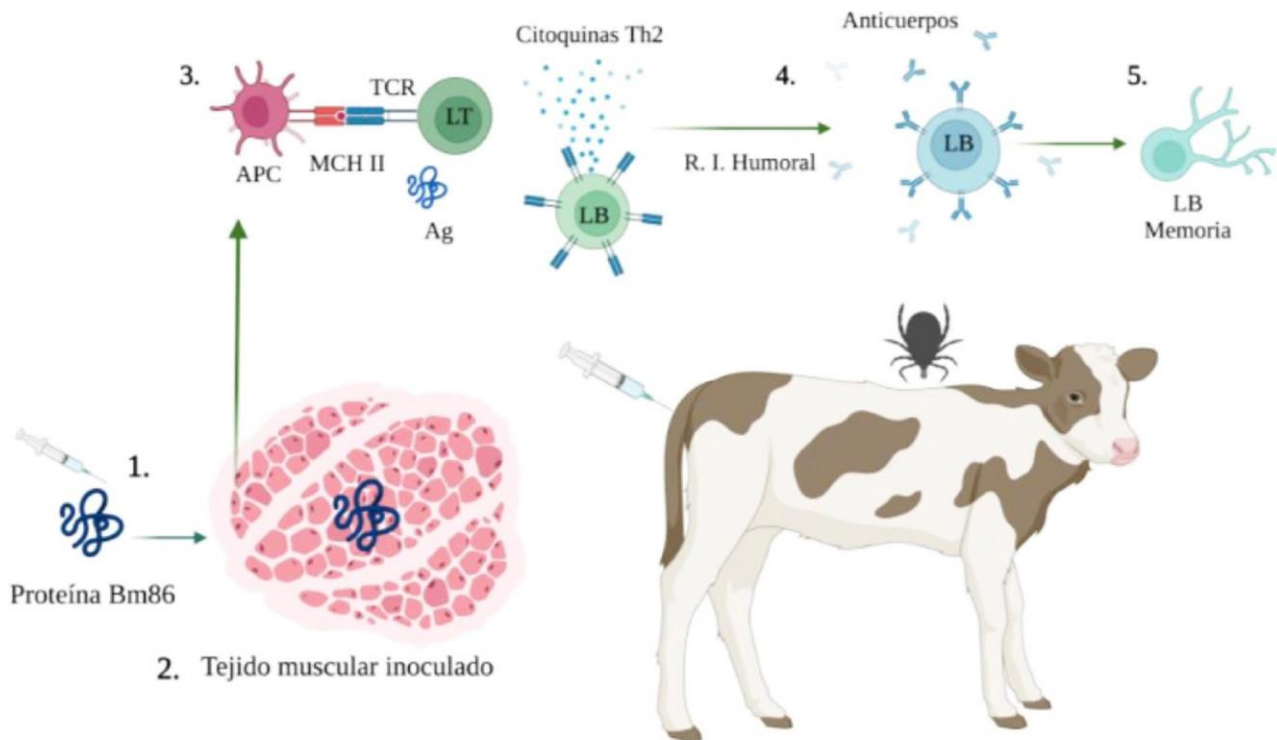 Citoquinas Th2
Anticuerpos
3.
TCR
LT
4.
5.
APC
MCH II
Ag
LB
R. I. Humoral
LB
LB
Memoria
1.
Proteína Bm86
2. Tejido muscular inoculado